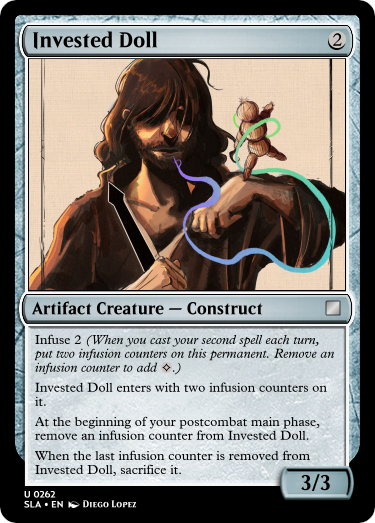 Invested Doll 2
Artifact Creature — Construct
Infuse 2 (When you cast your second spell each turn,
put two infusion counters on this permanent. Remove an
infusion counter to add ◇.)
Invested Doll enters with two infusion counters on
it.
At the beginning of your postcombat main phase,
remove an infusion counter from Invested Doll.
When the last infusion counter is removed from
Invested Doll, sacrifice it.
3/3
U 0262
SLA • EN Diego Lopez